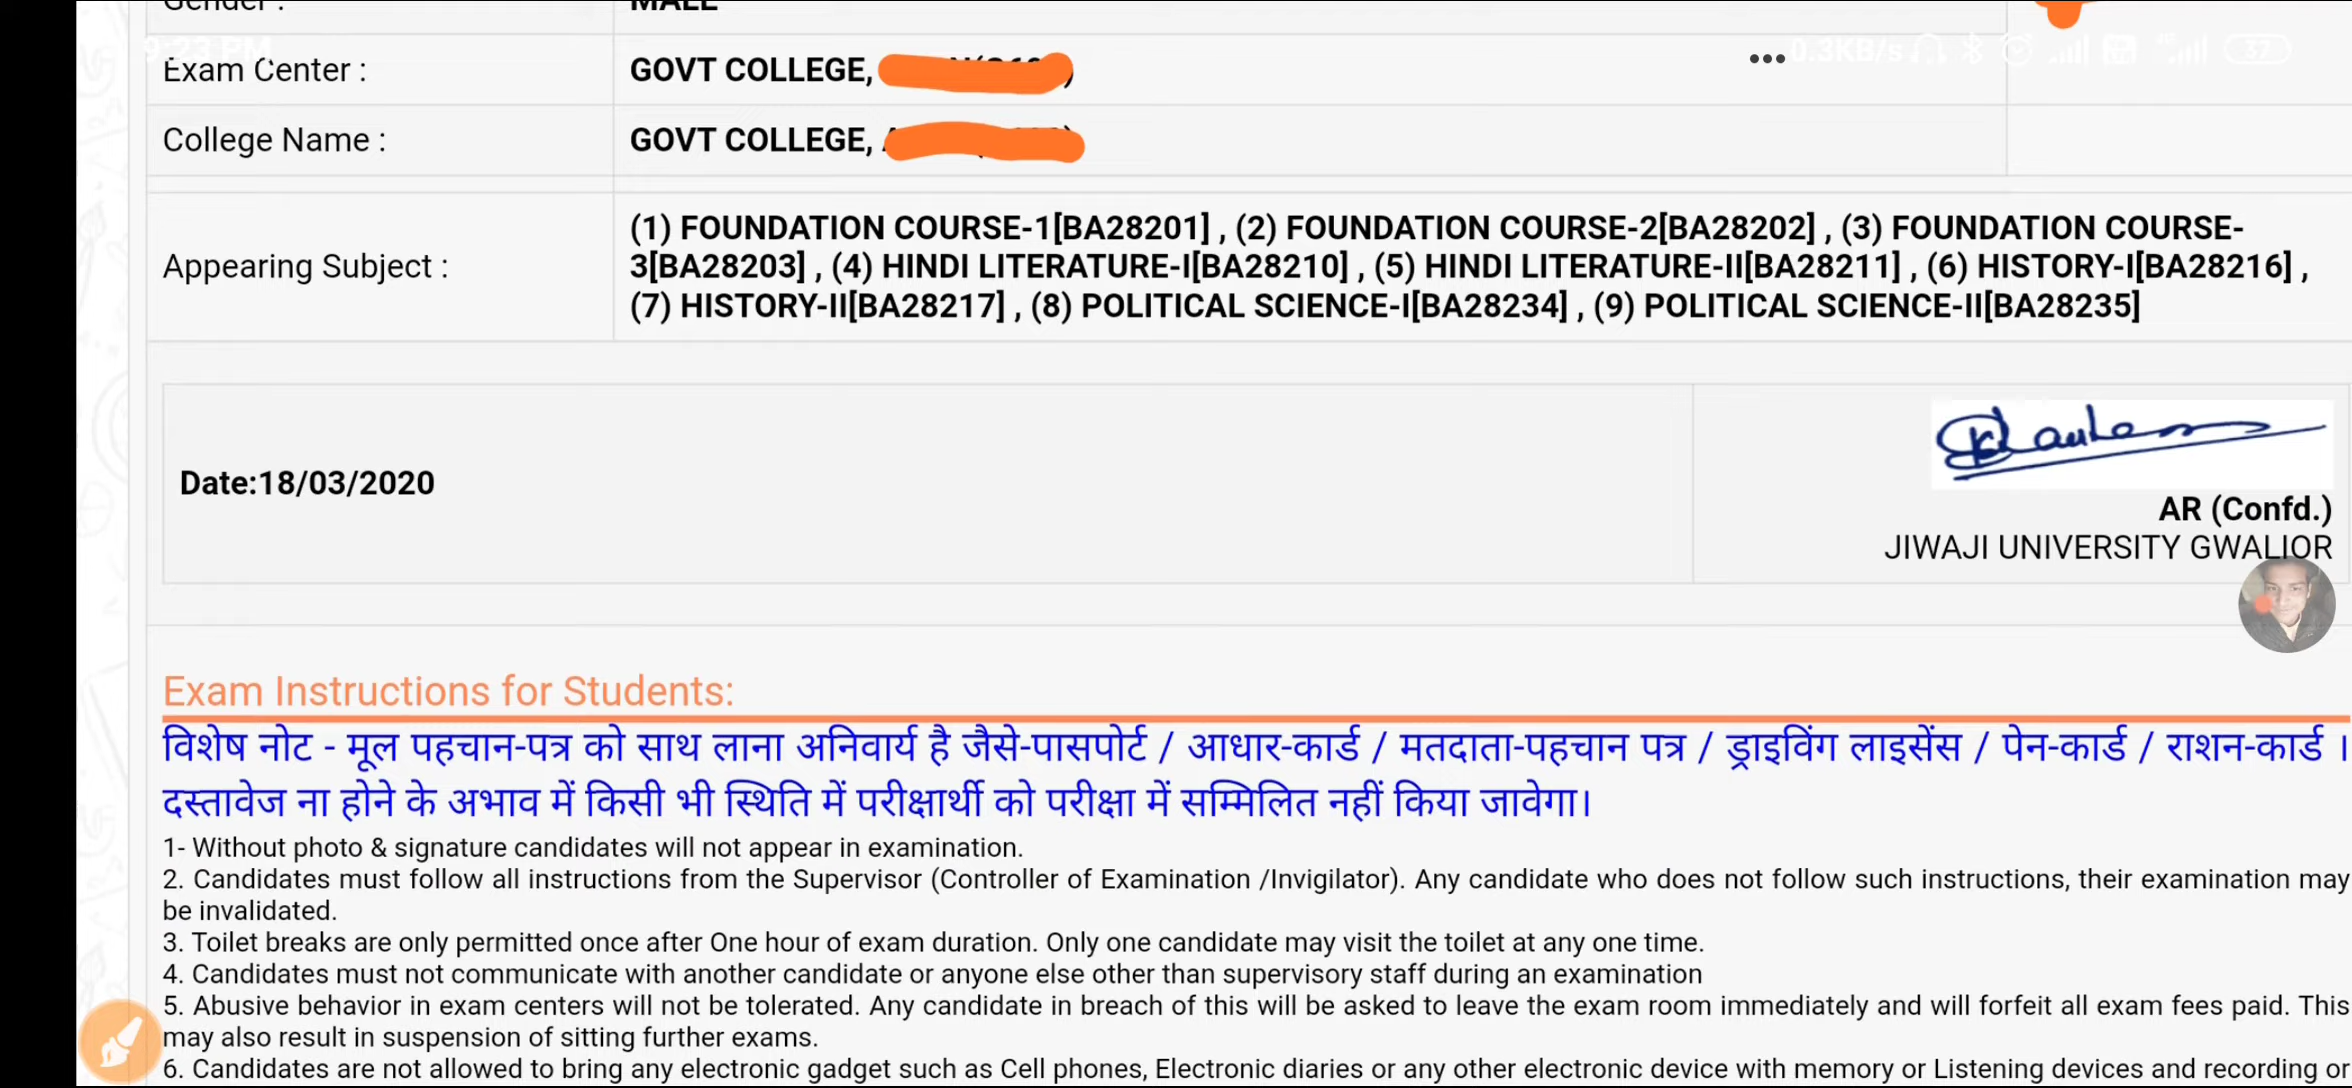 Gender :
MALE
9:23 PM
0.3KB/s
37
Exam Center :
GOVT COLLEGE,
College Name :
GOVT COLLEGE,
Appearing Subject :
(1) FOUNDATION COURSE-1[BA28201] , (2) FOUNDATION COURSE-2[BA28202] , (3) FOUNDATION COURSE-
3[BA28203] , (4) HINDI LITERATURE-I[BA28210] , (5) HINDI LITERATURE-II[BA28211] , (6) HISTORY-I[BA28216] ,
(7) HISTORY-II[BA28217] , (8) POLITICAL SCIENCE-I[BA28234] , (9) POLITICAL SCIENCE-II[BA28235]
Date:18/03/2020
AR (Confd.)
JIWAJI UNIVERSITY GWALIOR
Exam Instructions for Students:
विशेष नोट - मूल पहचान-पत्र को साथ लाना अनिवार्य है जैसे-पासपोर्ट / आधार-कार्ड / मतदाता-पहचान पत्र / ड्राइविंग लाइसेंस / पेन-कार्ड / राशन-कार्ड ।
दस्तावेज ना होने के अभाव में किसी भी स्थिति में परीक्षार्थी को परीक्षा में सम्मिलित नहीं किया जावेगा।
1- Without photo & signature candidates will not appear in examination.
2. Candidates must follow all instructions from the Supervisor (Controller of Examination /Invigilator). Any candidate who does not follow such instructions, their examination may
be invalidated.
3. Toilet breaks are only permitted once after One hour of exam duration. Only one candidate may visit the toilet at any one time.
4. Candidates must not communicate with another candidate or anyone else other than supervisory staff during an examination
5. Abusive behavior in exam centers will not be tolerated. Any candidate in breach of this will be asked to leave the exam room immediately and will forfeit all exam fees paid. This
may also result in suspension of sitting further exams.
6. Candidates are not allowed to bring any electronic gadget such as Cell phones, Electronic diaries or any other electronic device with memory or Listening devices and recording or